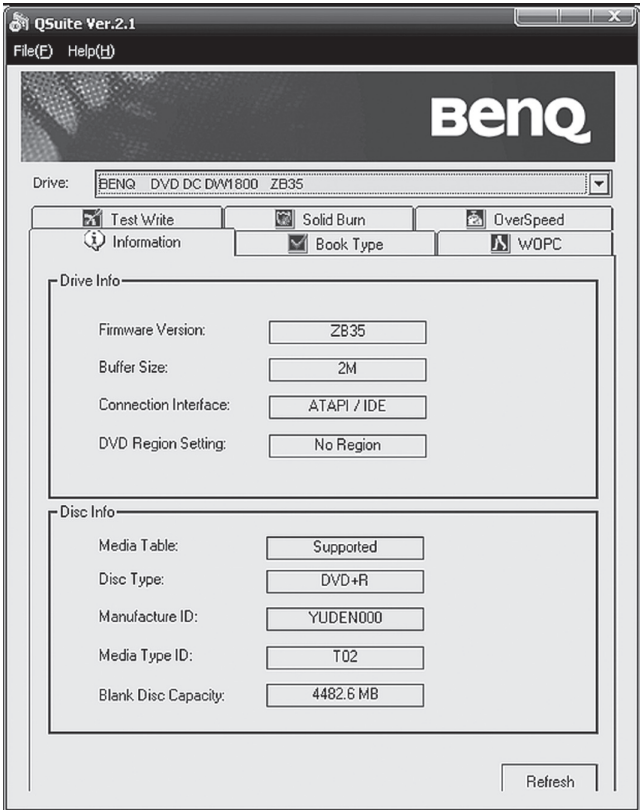 QSuite Ver.2.1
File(F) Help(H)
BENQ
Drive: BENQ DVD DC DW1800 ZB35
Test Write Solid Burn OverSpeed
Information Book Type WOPC
Drive Info
Firmware Version: ZB35
Buffer Size: 2M
Connection Interface: ATAPI / IDE
DVD Region Setting: No Region
Disc Info
Media Table: Supported
Disc Type: DVD+R
Manufacture ID: YUDEN000
Media Type ID: T02
Blank Disc Capacity: 4482.6 MB
Refresh